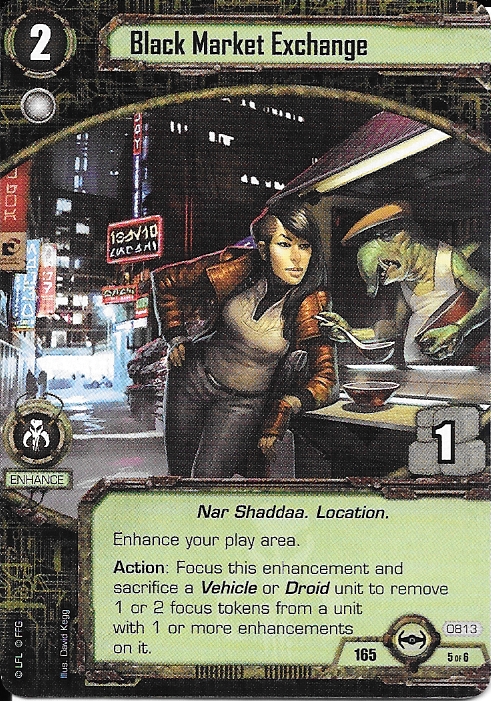 2
Black Market Exchange
ENHANCE
1
Nar Shaddaa. Location.
Enhance your play area.
Action: Focus this enhancement and
sacrifice a Vehicle or Droid unit to remove
1 or 2 focus tokens from a unit
with 1 or more enhancements
on it.
165
0813
5 OF 6
© LFL © FFG
Illus. David Kegg